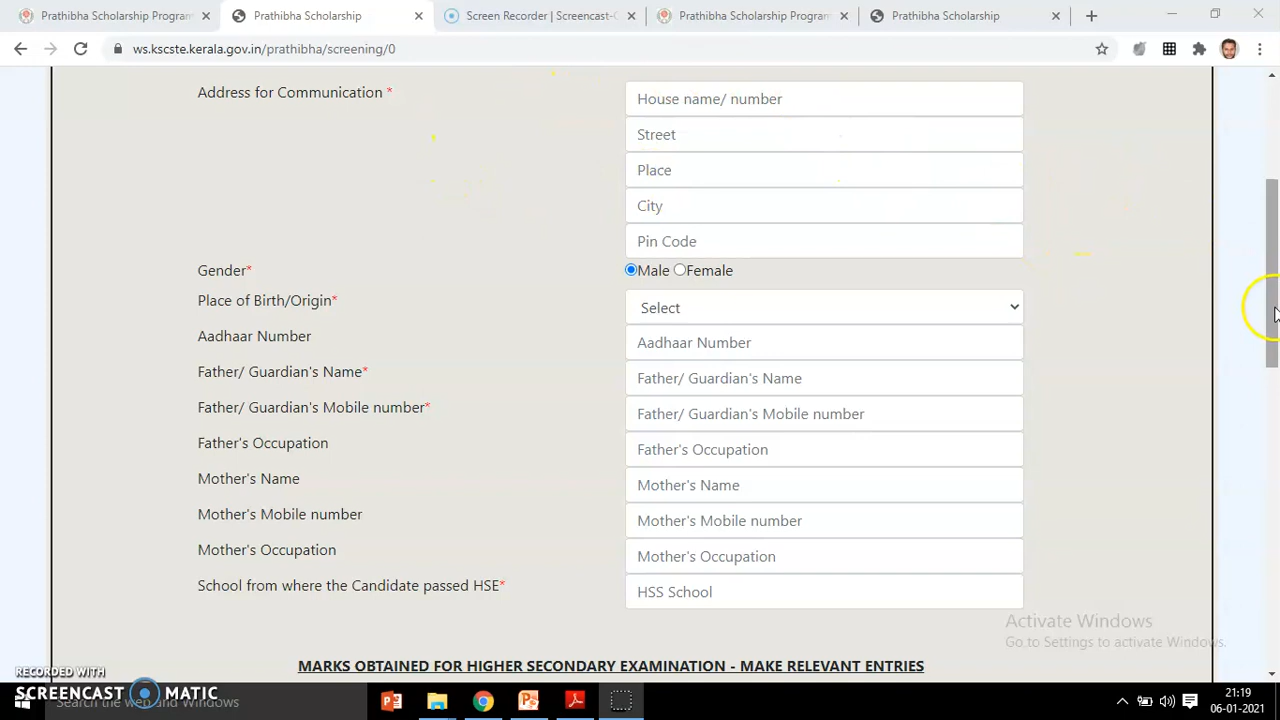 Prathibha Scholarship Program
Prathibha Scholarship
Screen Recorder | Screencast-O
Prathibha Scholarship Program
Prathibha Scholarship
ws.kscste.kerala.gov.in/prathibha/screening/0
Address for Communication *
House name/ number
Street
Place
City
Pin Code
Gender*
Male Female
Place of Birth/Origin*
Select
Aadhaar Number
Aadhaar Number
Father/ Guardian's Name*
Father/ Guardian's Name
Father/ Guardian's Mobile number*
Father/ Guardian's Mobile number
Father's Occupation
Father's Occupation
Mother's Name
Mother's Name
Mother's Mobile number
Mother's Mobile number
Mother's Occupation
Mother's Occupation
School from where the Candidate passed HSE*
HSS School
Activate Windows
Go to Settings to activate Windows.
MARKS OBTAINED FOR HIGHER SECONDARY EXAMINATION - MAKE RELEVANT ENTRIES
RECORDED WITH
SCREENCAST MATIC
Search the web and Windows
21:19
06-01-2021